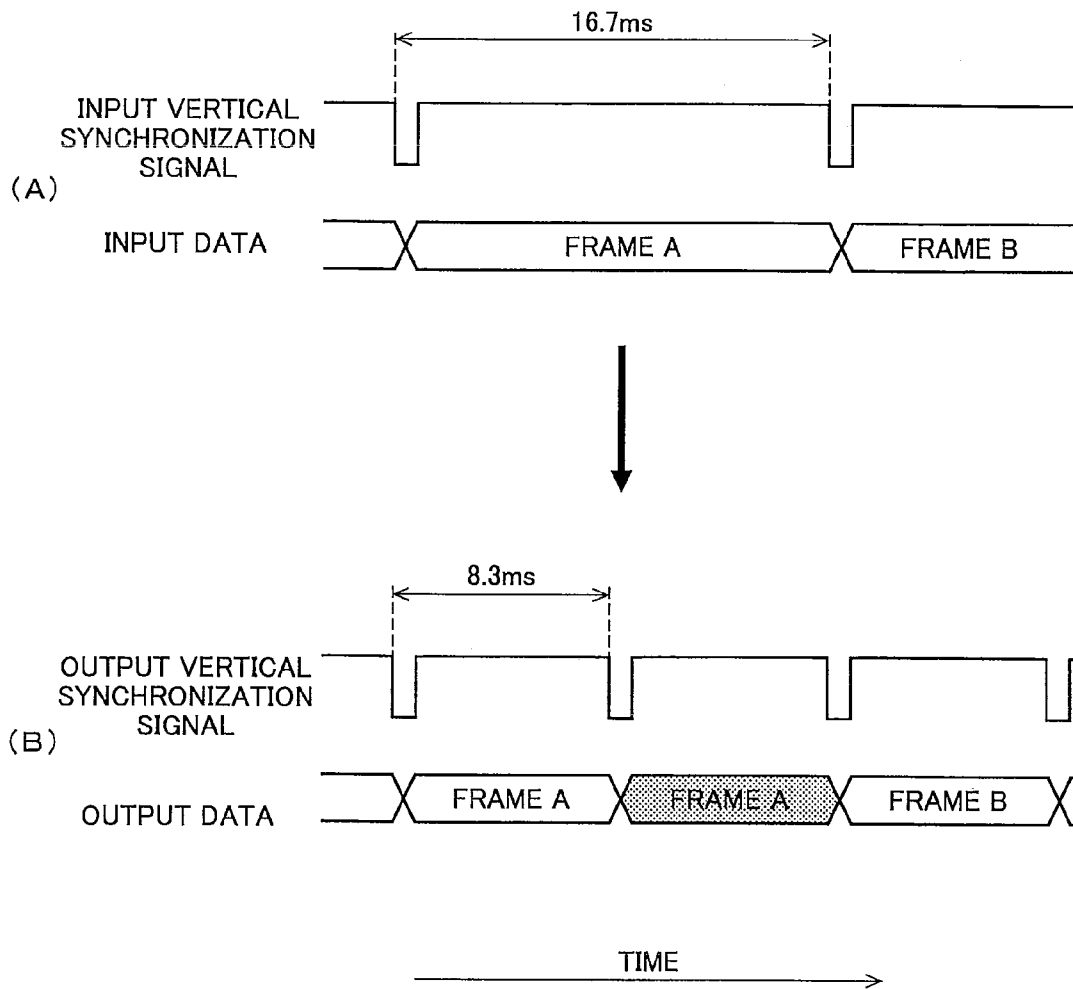 16.7ms
INPUT VERTICAL
SYNCHRONIZATION
SIGNAL
(A)
INPUT DATA
FRAME A
FRAME B
8.3ms
OUTPUT VERTICAL
SYNCHRONIZATION
SIGNAL
(B)
OUTPUT DATA
FRAME A
FRAME A
FRAME B
TIME